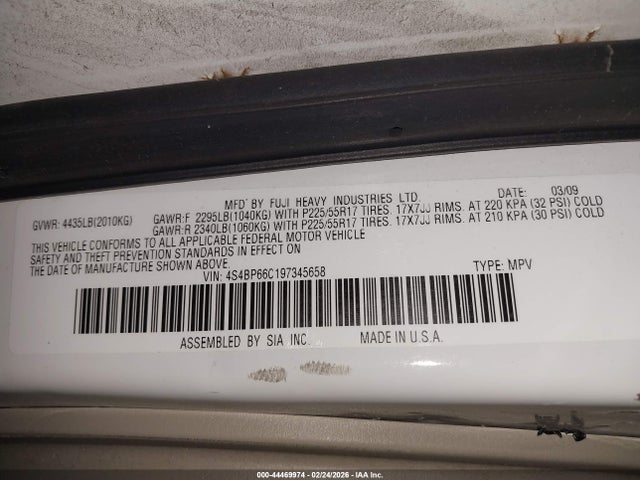 MFD BY FUJI HEAVY INDUSTRIES LTD. DATE: 03/09
GVWR: 4435LB(2010KG) GAWR:F 2295LB(1040KG) WITH P225/55R17 TIRES. 17X7JJ RIMS. AT 220 KPA (32 PSI) COLD
GAWR:R 2340LB(1060KG) WITH P225/55R17 TIRES. 17X7JJ RIMS. AT 210 KPA (30 PSI) COLD
THIS VEHICLE CONFORMS TO ALL APPLICABLE FEDERAL MOTOR VEHICLE
SAFETY AND THEFT PREVENTION STANDARDS IN EFFECT ON
THE DATE OF MANUFACTURE SHOWN ABOVE.
VIN: 4S4BP66C197345658 TYPE: MPV
ASSEMBLED BY SIA INC. MADE IN U.S.A.
000-44469974 - 02/24/2026 - IAA Inc.